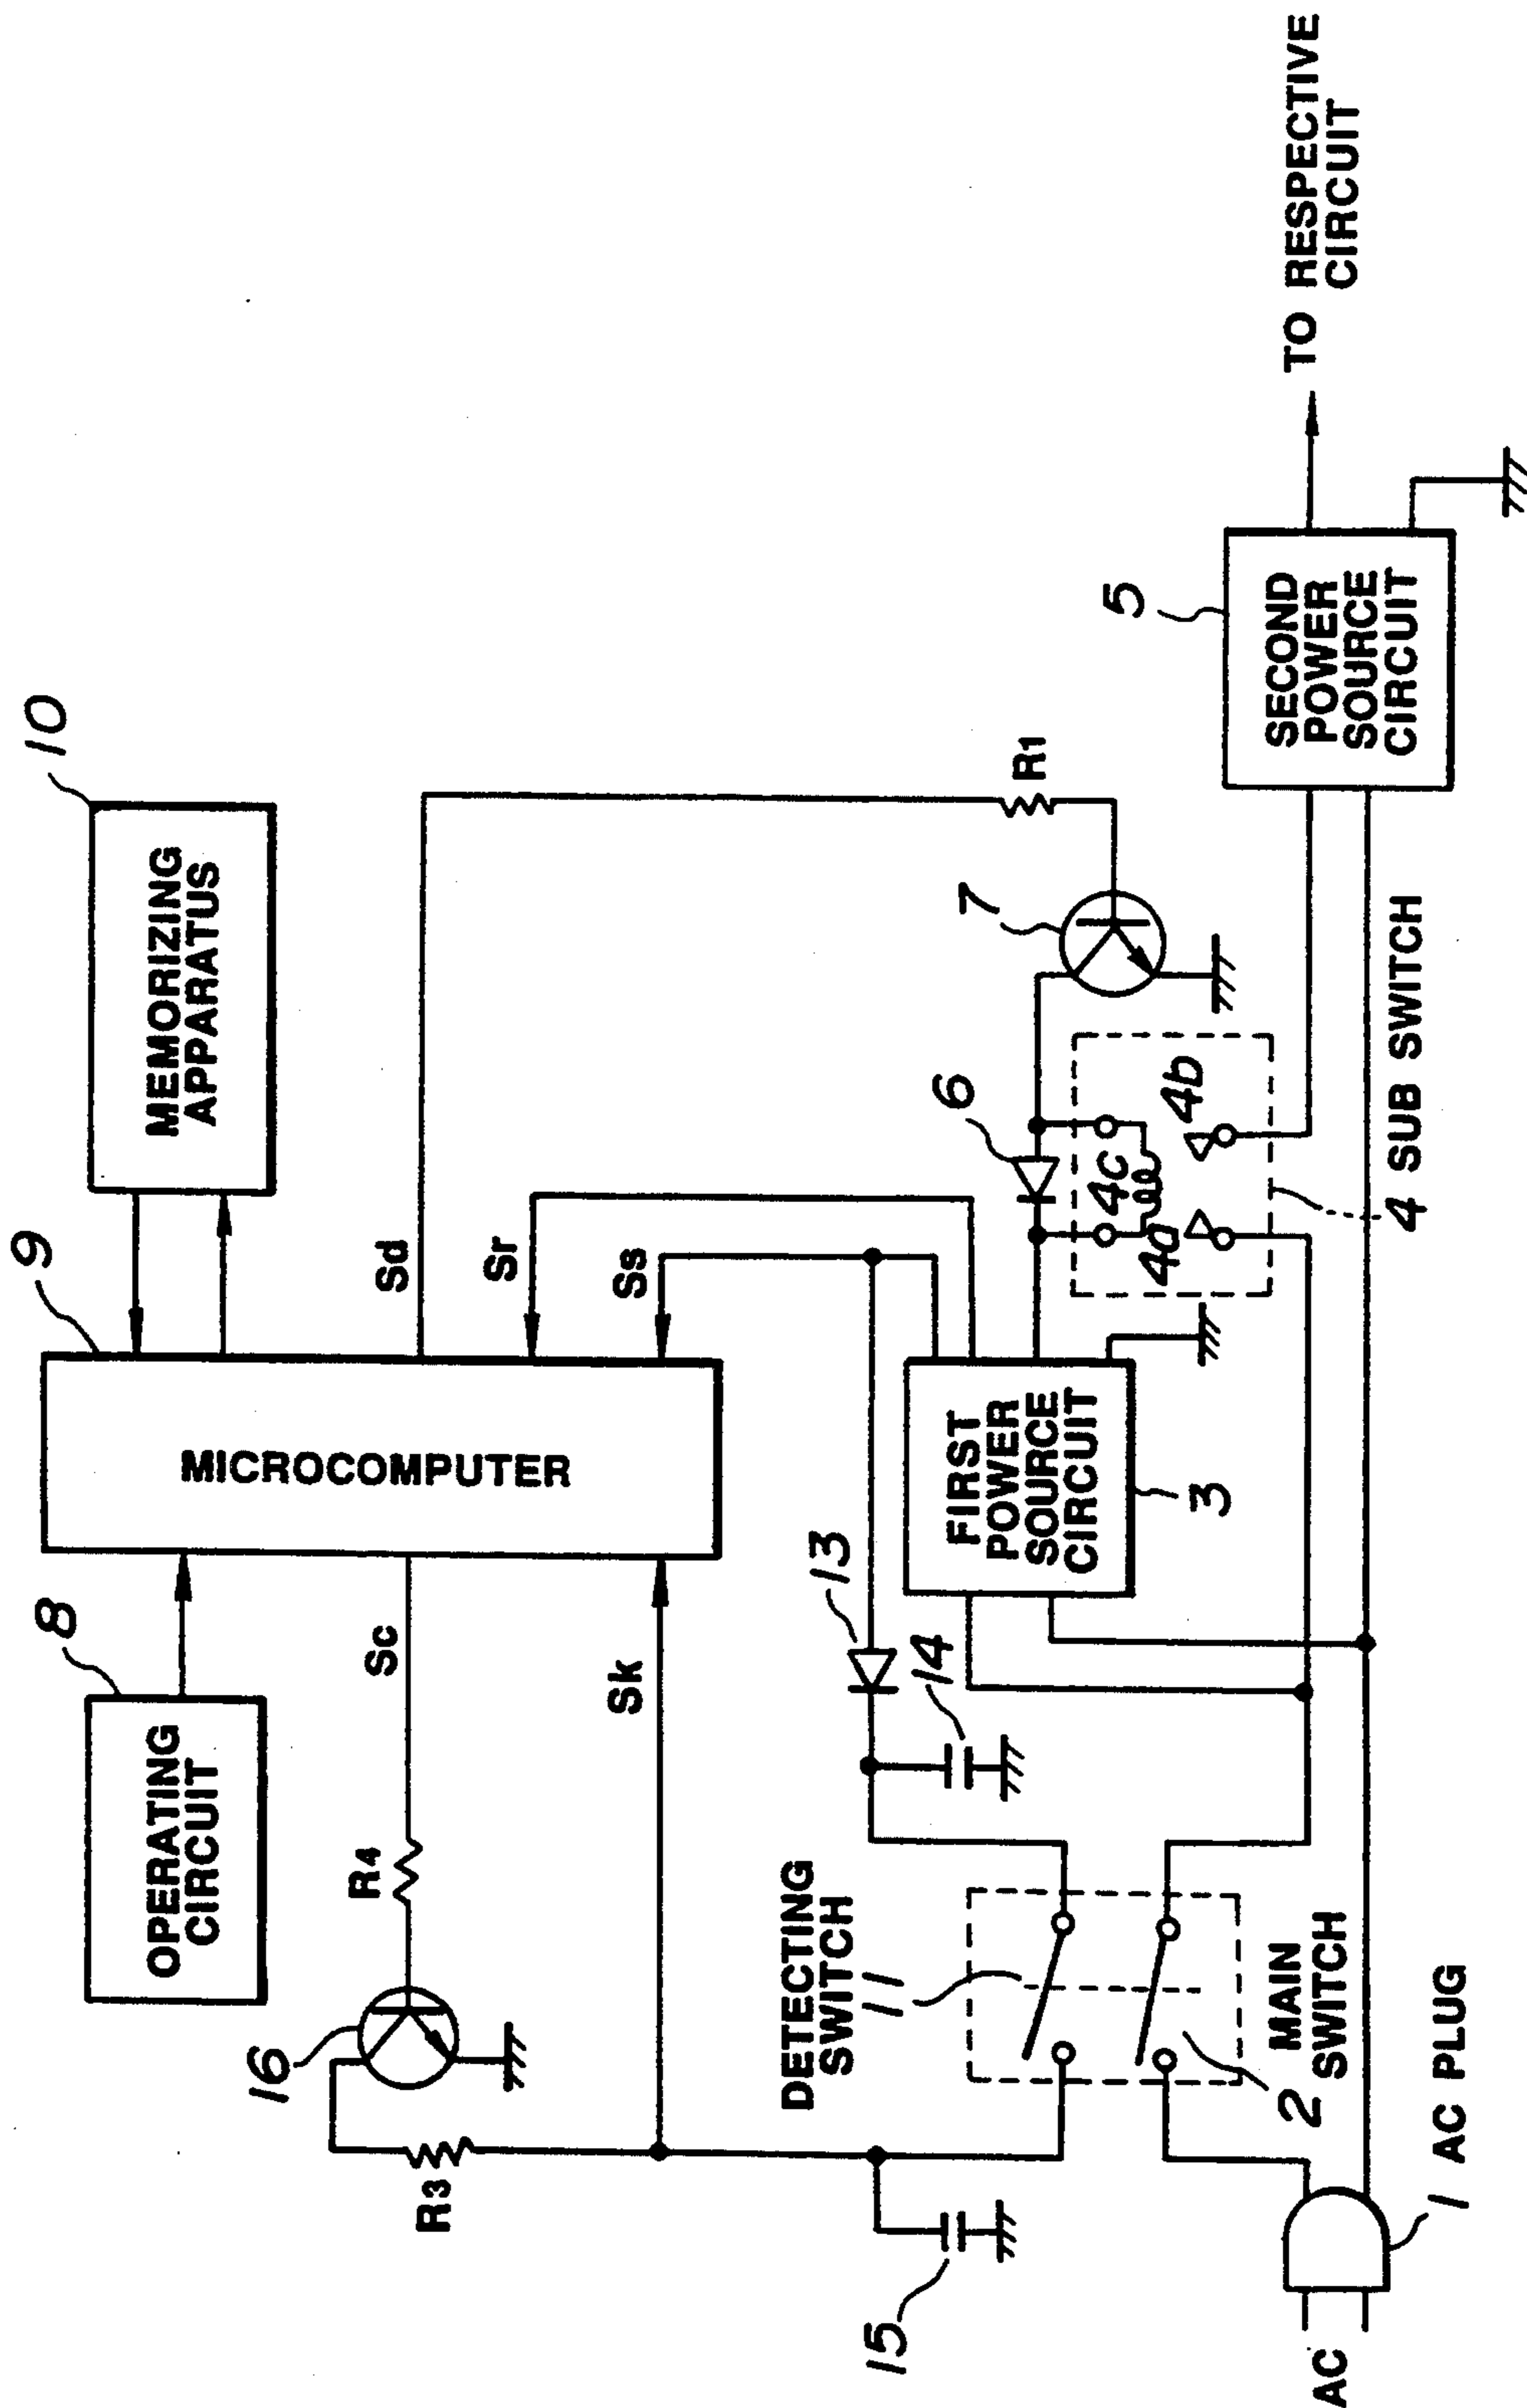 10
MEMORIZING
APPARATUS
9
MICROCOMPUTER
8
OPERATING
CIRCUIT
Sd
Sr
Ss
Sc
Sk
R4
16
R3
15
R1
7
6
4c
4a
4b
4 SUB SWITCH
5
SECOND
POWER
SOURCE
CIRCUIT
TO RESPECTIVE
CIRCUIT
FIRST
POWER
SOURCE
CIRCUIT
3
13
14
DETECTING
SWITCH
11
2 MAIN
SWITCH
1 AC PLUG
AC